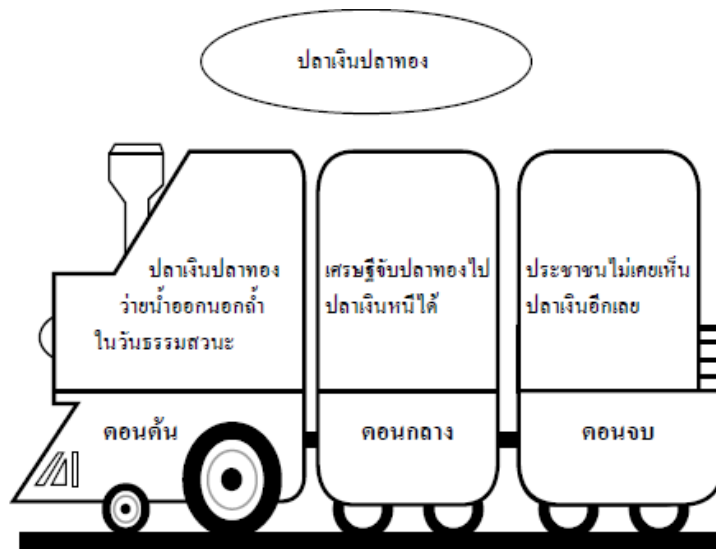 ปลาเงินปลาทอง
ปลาเงินปลาทอง
ว่ายน้ำออกนอกถ้ำ
ในวันธรรมสวนะ
เศรษฐีจับปลาทองไป
ปลาเงินหนีได้
ประชาชนไม่เคยเห็น
ปลาเงินอีกเลย
ตอนต้น
ตอนกลาง
ตอนจบ